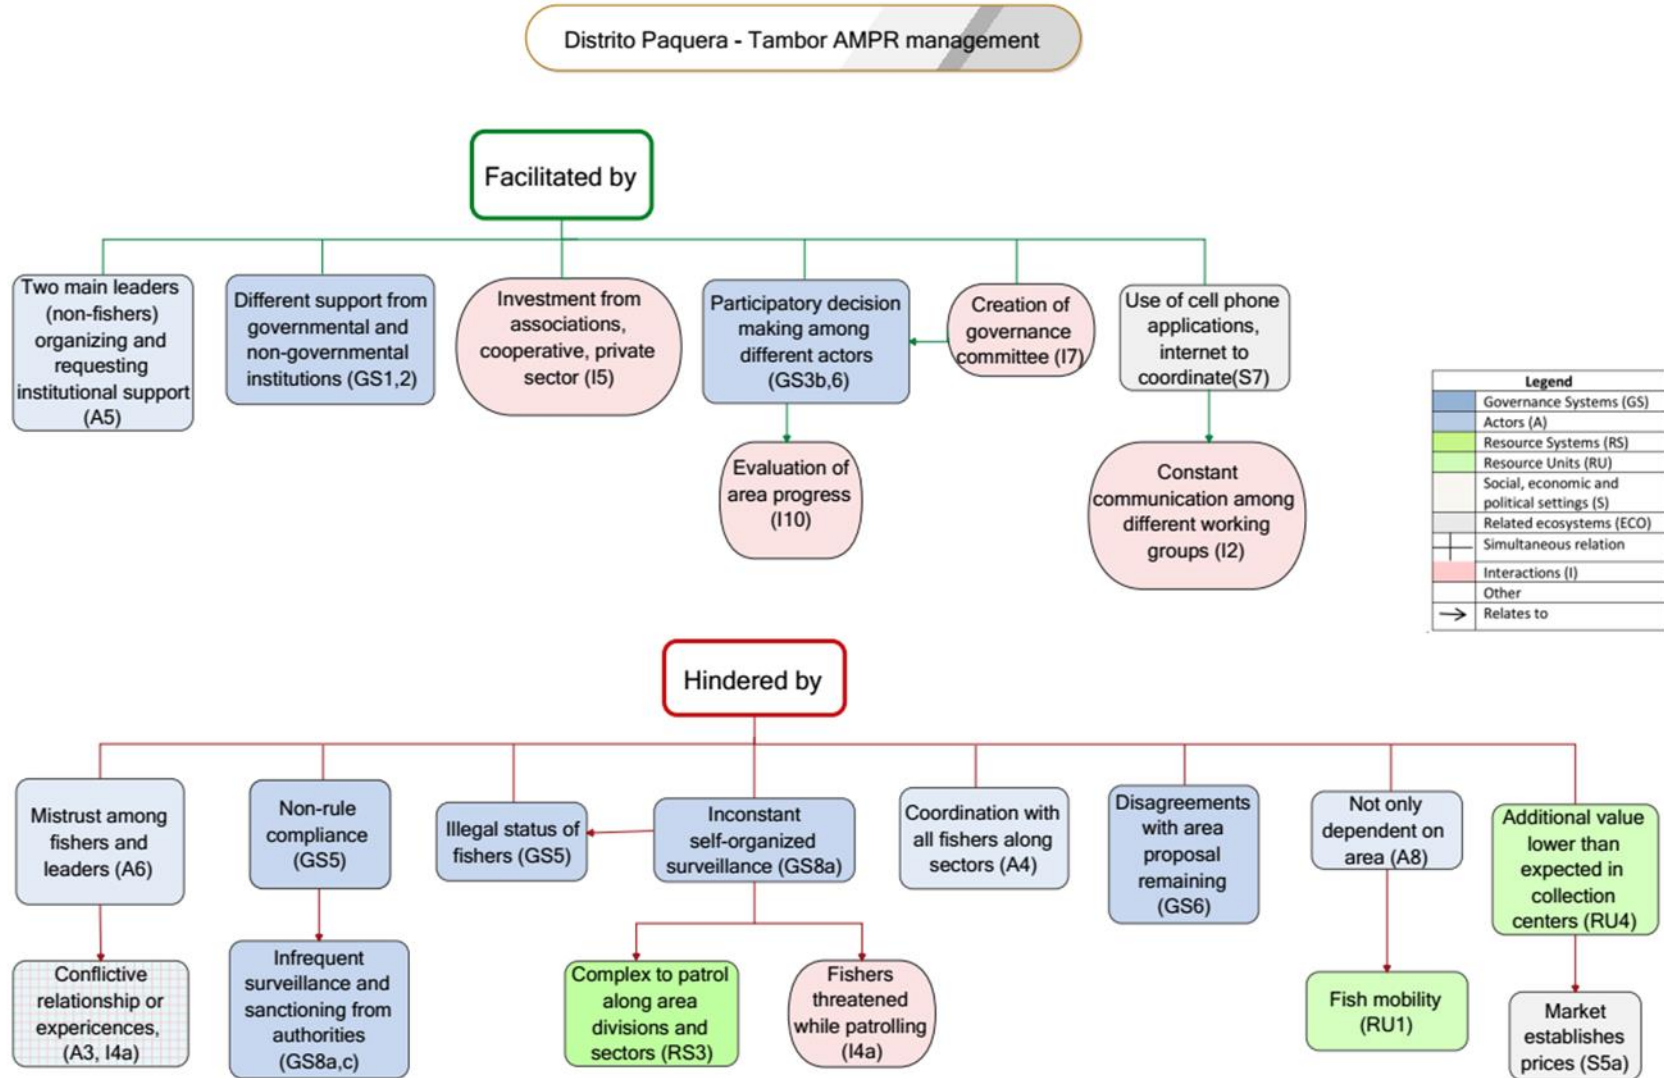 Distrito Paquera - Tambor AMPR management
Facilitated by
Two main leaders
(non-fishers)
organizing and
requesting
institutional support
(A5)
Different support from
governmental and
non-governmental
institutions (GS1,2)
Investment from
associations,
cooperative, private
sector (I5)
Participatory decision
making among
different actors
(GS3b,6)
Creation of
governance
committee (I7)
Use of cell phone
applications,
internet to
coordinate(S7)
Evaluation of
area progress
(I10)
Constant
communication among
different working
groups (I2)
Legend
Governance Systems (GS)
Actors (A)
Resource Systems (RS)
Resource Units (RU)
Social, economic and
political settings (S)
Related ecosystems (ECO)
Simultaneous relation
Interactions (I)
Other
Relates to
Hindered by
Mistrust among
fishers and
leaders (A6)
Non-rule
compliance
(GS5)
Illegal status of
fishers (GS5)
Inconstant
self-organized
surveillance (GS8a)
Coordination with
all fishers along
sectors (A4)
Disagreements
with area
proposal
remaining
(GS6)
Not only
dependent on
area (A8)
Additional value
lower than
expected in
collection
centers (RU4)
Conflictive
relationship or
expericences,
(A3, I4a)
Infrequent
surveillance and
sanctioning from
authorities
(GS8a,c)
Complex to patrol
along area
divisions and
sectors (RS3)
Fishers
threatened
while patrolling
(I4a)
Fish mobility
(RU1)
Market
establishes
prices (S5a)